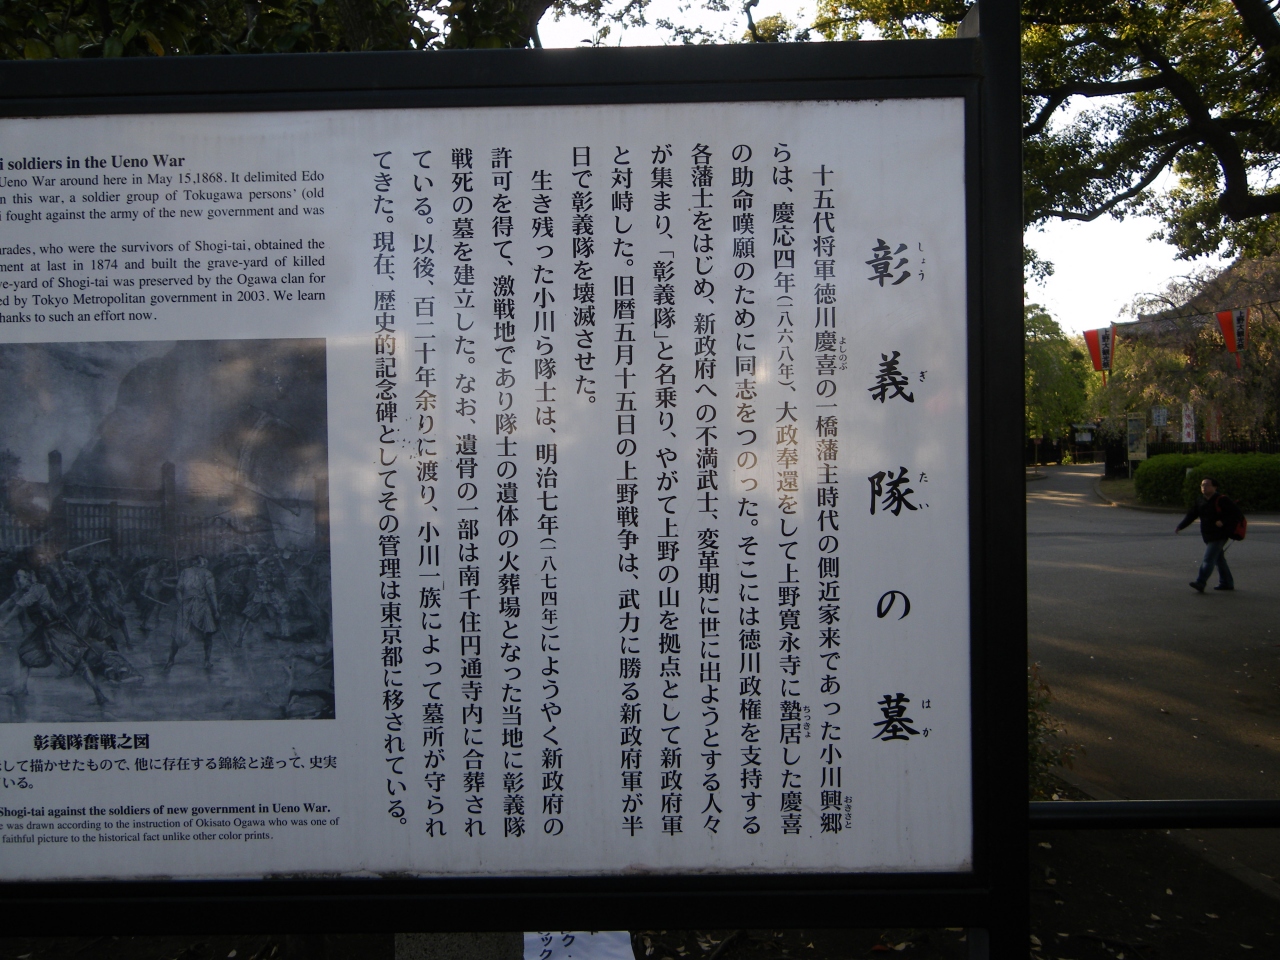 彰義隊の墓
しょう ぎ たい はか
十五代将軍徳川慶喜の一橋藩主時代の側近家来であった小川興郷
よしのぶ
おきさと
らは、慶応四年(一八六八年)、大政奉還をして上野寛永寺に蟄居した慶喜
ちっきょ
の助命嘆願のために同志をつのった。そこには徳川政権を支持する
各藩士をはじめ、新政府への不満武士、変革期に世に出ようとする人々
が集まり、「彰義隊」と名乗り、やがて上野の山を拠点として新政府軍
と対峙した。旧暦五月十五日の上野戦争は、武力に勝る新政府軍が半
日で彰義隊を壊滅させた。
生き残った小川ら隊士は、明治七年(一八七四年)にようやく新政府の
許可を得て、激戦地であり隊士の遺体の火葬場となった当地に彰義隊
戦死の墓を建立した。なお、遺骨の一部は南千住円通寺内に合葬され
ている。以後、百二十年余りに渡り、小川一族によって墓所が守られ
てきた。現在、歴史的記念碑としてその管理は東京都に移されている。
i soldiers in the Ueno War
Ueno War around here in May 15,1868. It delimited Edo
n this war, a soldier group of Tokugawa persons' (old
i fought against the army of the new government and was
rades, who were the survivors of Shogi-tai, obtained the
ment at last in 1874 and built the grave-yard of killed
ve-yard of Shogi-tai was preserved by the Ogawa clan for
ed by Tokyo Metropolitan government in 2003. We learn
hanks to such an effort now.
彰義隊奮戦之図
して描かせたもので、他に存在する錦絵と違って、史実
いる。
Shogi-tai against the soldiers of new government in Ueno War.
e was drawn according to the instruction of Okisato Ogawa who was one of
faithful picture to the historical fact unlike other color prints.